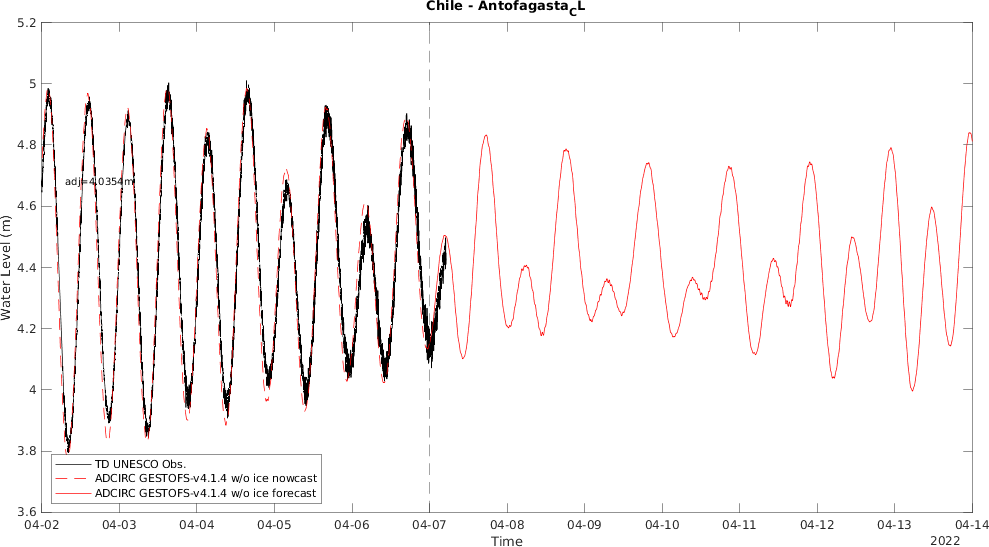 Chile - Antofagasta_CL
5.2
5
4.8
4.6
4.4
4.2
4
3.8
3.6
Water Level (m)
adj=4.0354m
TD UNESCO Obs.
ADCIRC GESTOFS-v4.1.4 w/o ice nowcast
ADCIRC GESTOFS-v4.1.4 w/o ice forecast
04-02 04-03 04-04 04-05 04-06 04-07 04-08 04-09 04-10 04-11 04-12 04-13 04-14
Time
2022